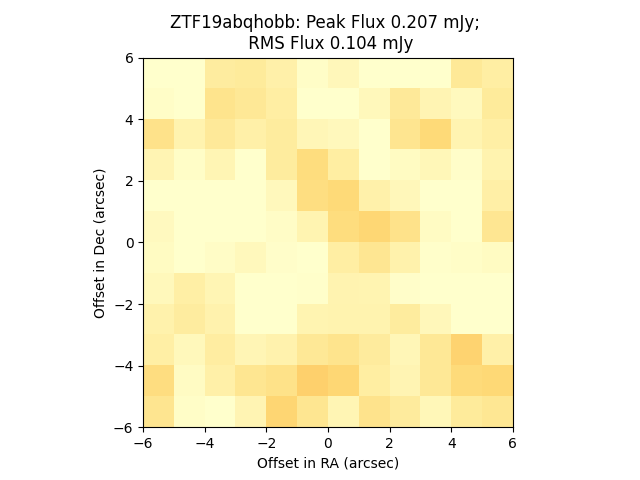 ZTF19abqhobb: Peak Flux 0.207 mJy;
RMS Flux 0.104 mJy
6
4
2
0
−2
−4
−6
Offset in Dec (arcsec)
−6 −4 −2 0 2 4 6
Offset in RA (arcsec)